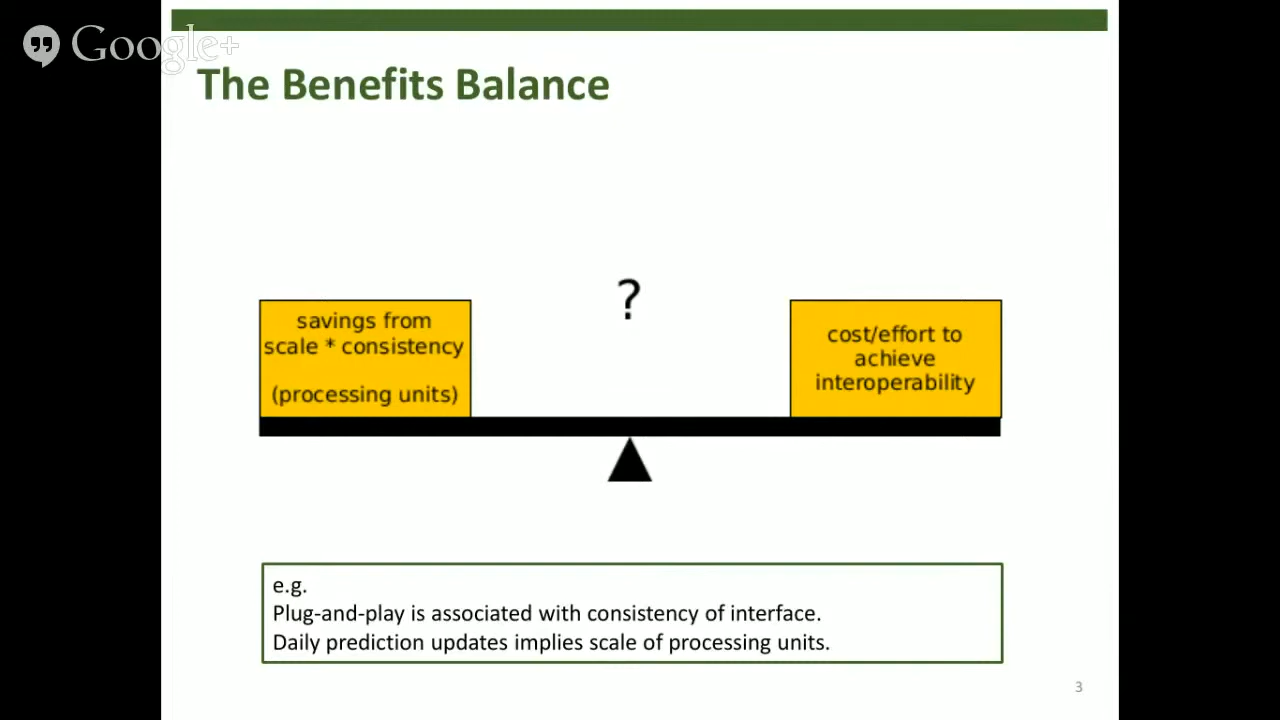 Google+
The Benefits Balance
?
savings from
scale * consistency
(processing units)
cost/effort to
achieve
interoperability
e.g.
Plug-and-play is associated with consistency of interface.
Daily prediction updates implies scale of processing units.
3